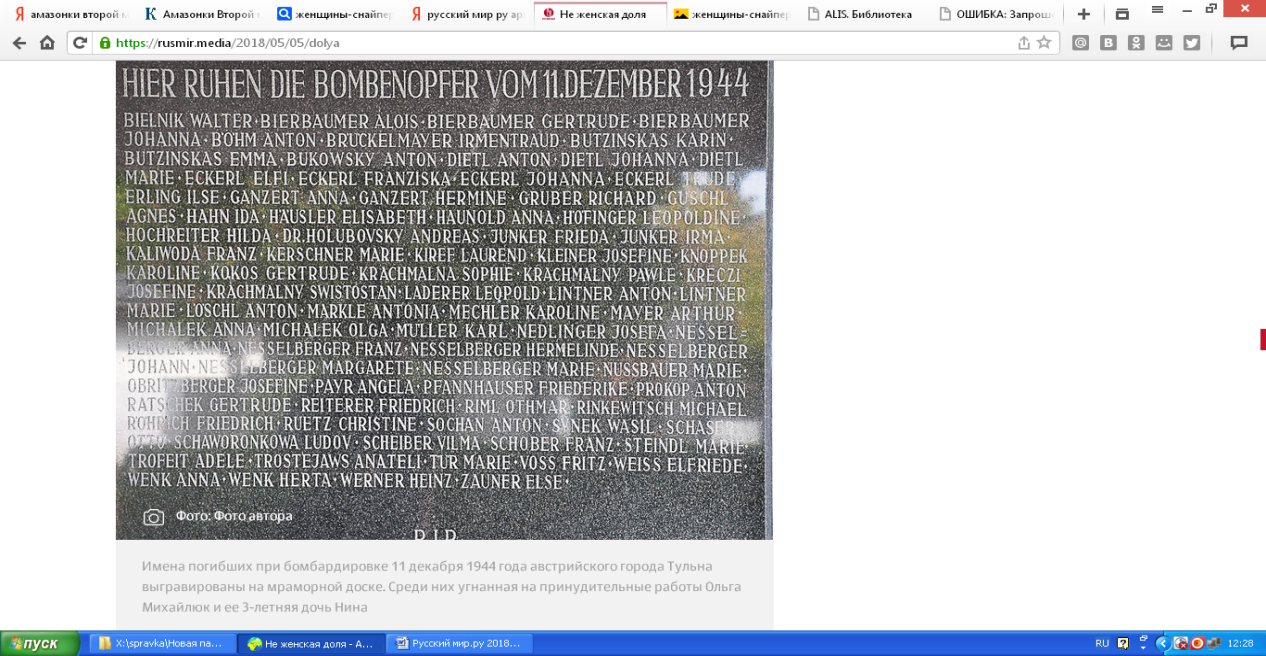 амазонки второй м
Амазонки Второй
женщины-снайпер
русский мир ру ар
Не женская доля
женщины-снайпер
ALIS. Библиотека
ОШИБКА: Запроше
https://rusmir.media/2018/05/05/dolya
HIER RUHEN DIE BOMBENOPFER VOM 11. DEZEMBER 1944
BIELNIK WALTER·BIERBAUMER ALOIS·BIERBAUMER GERTRUDE·BIERBAUMER
JOHANNA·BÖHM ANTON·BRUCKELMAYER IRMENTRAUD·BUTZINSKAS KARIN·
BUTZINSKAS EMMA·BUKOWSKY ANTON·DIETL ANTON·DIETL JOHANNA·DIETL
MARIE·ECKERL ELFI·ECKERL FRANZISKA·ECKERL JOHANNA·ECKERL TRUDE·
ERLING ILSE·GANZERT ANNA·GANZERT HERMINE·GRUBER RICHARD·GUSCHL
AGNES·HAHN IDA·HÄUSLER ELISABETH·HAUNOLD ANNA·HÖFINGER LEOPOLDINE·
HOCHREITER HILDA·DR.HOLUBOVSKY ANDREAS·JUNKER FRIEDA·JUNKER IRMA·
KALIWODA FRANZ·KERSCHNER MARIE·KIREF LAUREND·KLEINER JOSEFINE·KNOPPEK
KAROLINE·KOKOS GERTRUDE·KRACHMALNA SOPHIE·KRACHMALNY PAWLE·KRECZI
JOSEFINE·KRACHMALNY SWISTOSTAN·LADERER LEOPOLD·LINTNER ANTON·LINTNER
MARIE·LÖSCHL ANTON·MARKLE ANTONIA·MECHLER KAROLINE·MAYER ARTHUR·
MICHALEK ANNA·MICHALEK OLGA·MÜLLER KARL·NEDLINGER JOSEFA·NESSEL=
BERGER ANNA·NESSELBERGER FRANZ·NESSELBERGER HERMELINDE·NESSELBERGER
JOHANN·NESSELBERGER MARGARETE·NESSELBERGER MARIE·NUSSBAUER MARIE·
OBRITZBERGER JOSEFINE·PAYR ANGELA·PFANNHAUSER FRIEDERIKE·PROKOP ANTON
RATSCHEK GERTRUDE·REITERER FRIEDRICH·RIML OTHMAR·RINKEWITSCH MICHAEL
RÖHRICH FRIEDRICH·RUETZ CHRISTINE·SOCHAN ANTON·SYNEK WASIL·SCHASER
OTTO·SCHAWORONKOWA LUDOV·SCHEIBER VILMA·SCHOBER FRANZ·STEINDL MARIE·
TROFEIT ADELE·TROSTEJAWS ANATELI·TUR MARIE·VOSS FRITZ·WEISS ELFRIEDE·
WENK ANNA·WENK HERTA·WERNER HEINZ·ZAUNER ELSE·
Фото: Фото автора
R.I.P.
Имена погибших при бомбардировке 11 декабря 1944 года австрийского города Тульна
выгравированы на мраморной доске. Среди них угнанная на принудительные работы Ольга
Михайлюк и ее 3-летняя дочь Нина
пуск
X:\spravka\Новая па...
Не женская доля - A...
Русский мир.ру 2018...
RU
12:28